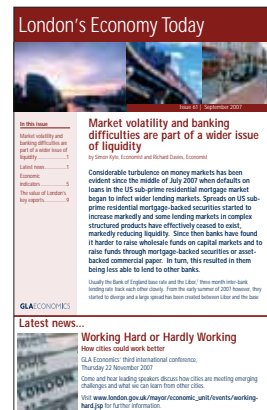 London's Economy Today
Issue 61 | September 2007
In this issue
Market volatility and
banking difficulties are
part of a wider issue of
liquidity ....................1
Latest news................1
Economic
indicators ..................5
The value of London's
key exports................9
GLAECONOMICS
Market volatility and banking
difficulties are part of a wider issue
of liquidity
by Simon Kyte, Economist and Richard Davies, Economist
Considerable turbulence on money markets has been
evident since the middle of July 2007 when defaults on
loans in the US sub-prime residential mortgage market
began to infect wider lending markets. Spreads on US sub-
prime residential mortgage-backed securities started to
increase markedly and some lending markets in complex
structured products have effectively ceased to exist,
markedly reducing liquidity. Since then banks have found
it harder to raise wholesale funds on capital markets and to
raise funds through mortgage-backed securities or asset-
backed commercial paper. In turn, this resulted in them
being less able to lend to other banks.
Usually the Bank of England base rate and the Libor,¹ three month inter-bank
lending rate track each other closely. From the early summer of 2007 however, they
started to diverge and a large spread has been created between Libor and the base
Latest news...
Working Hard or Hardly Working
How cities could work better
GLA Economics' third international conference,
Thursday 22 November 2007
Come and hear leading speakers discuss how cities are meeting emerging
challenges and what we can learn from other cities.
Visit www.london.gov.uk/mayor/economic_unit/events/working-
hard.jsp for further information.